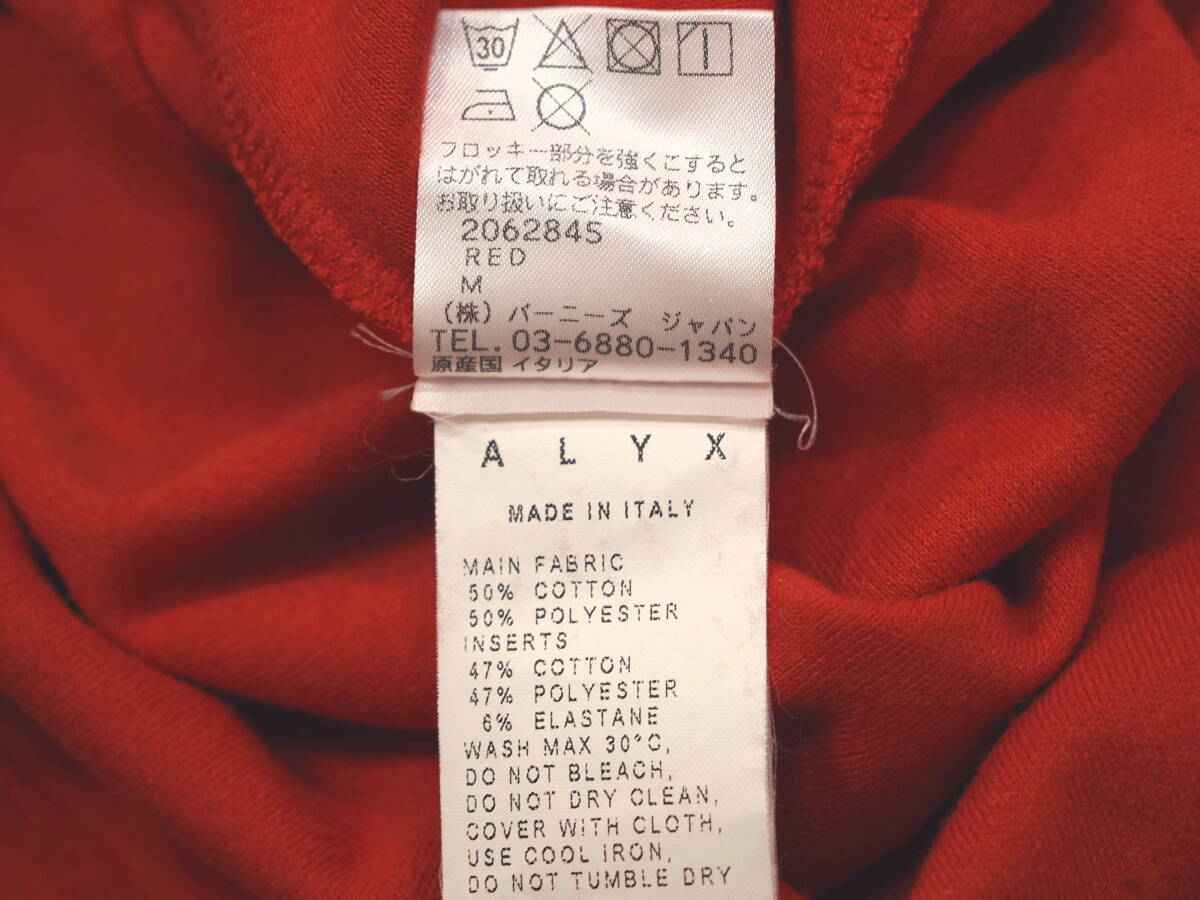 30
フロッキー部分を強くこすると
はがれて取れる場合があります。
お取り扱いにご注意ください。
2062845
RED
M
(株) バーニーズ ジャパン
TEL. 03-6880-1340
原産国 イタリア
ALYX
MADE IN ITALY
MAIN FABRIC
50% COTTON
50% POLYESTER
INSERTS
47% COTTON
47% POLYESTER
6% ELASTANE
WASH MAX 30°C,
DO NOT BLEACH,
DO NOT DRY CLEAN,
COVER WITH CLOTH,
USE COOL IRON,
DO NOT TUMBLE DRY